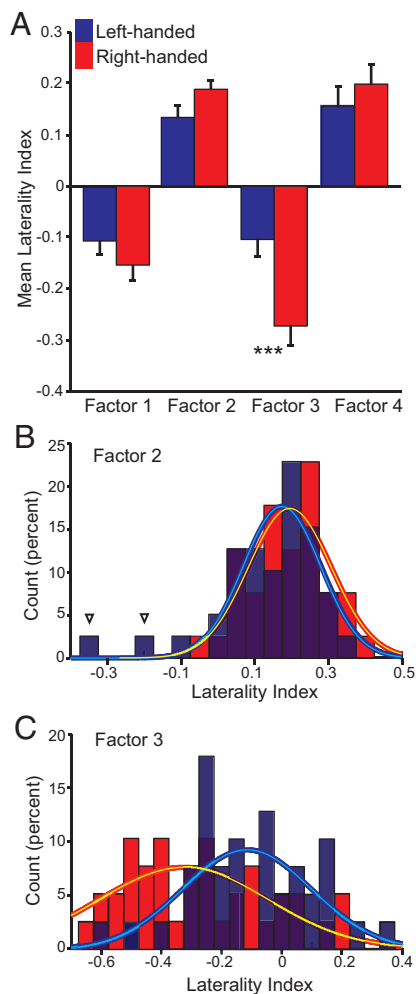 A
Left-handed
Right-handed
Mean Laterality Index
0.3
0.2
0.1
0
-0.1
-0.2
-0.3
-0.4
***
Factor 1 Factor 2 Factor 3 Factor 4
B
Factor 2
Count (percent)
25
20
15
10
5
0
-0.3 -0.1 0.1 0.3 0.5
Laterality Index
C
Factor 3
Count (percent)
20
15
10
5
0
-0.6 -0.4 -0.2 0 0.2 0.4
Laterality Index